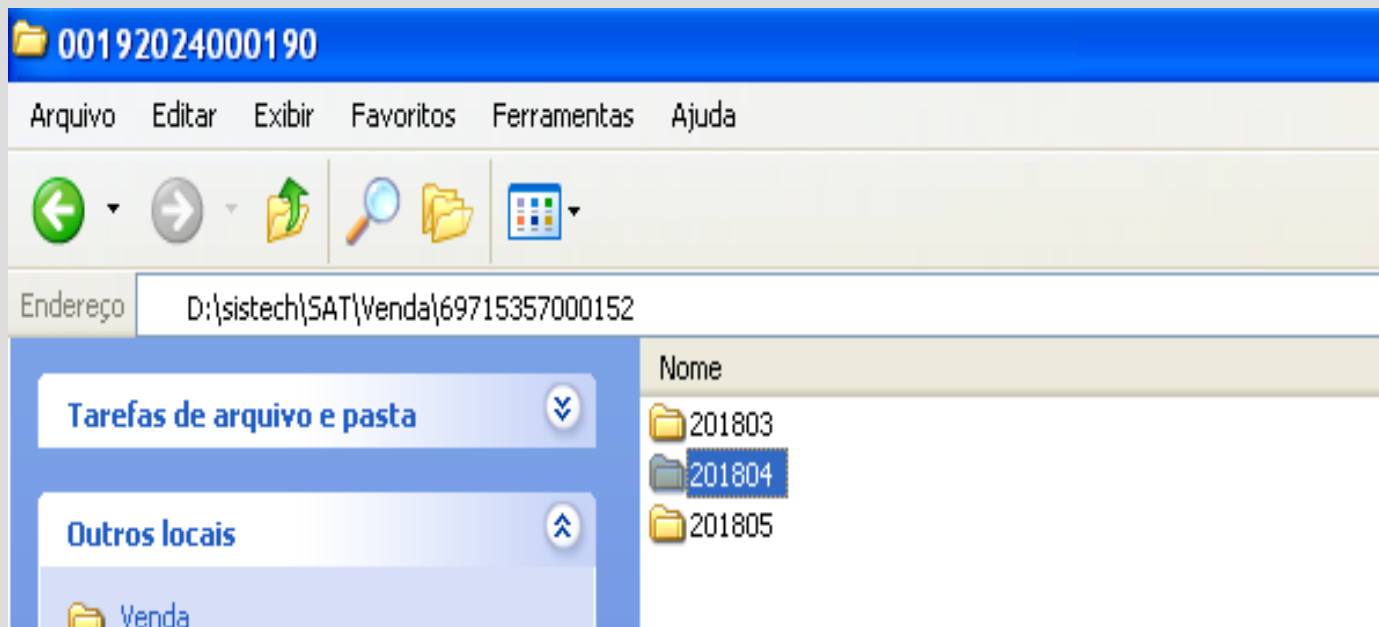 00192024000190
Arquivo Editar Exibir Favoritos Ferramentas Ajuda
Endereço D:\sistech\SAT\Venda\69715357000152
Nome
Tarefas de arquivo e pasta
201803
201804
201805
Outros locais
Venda